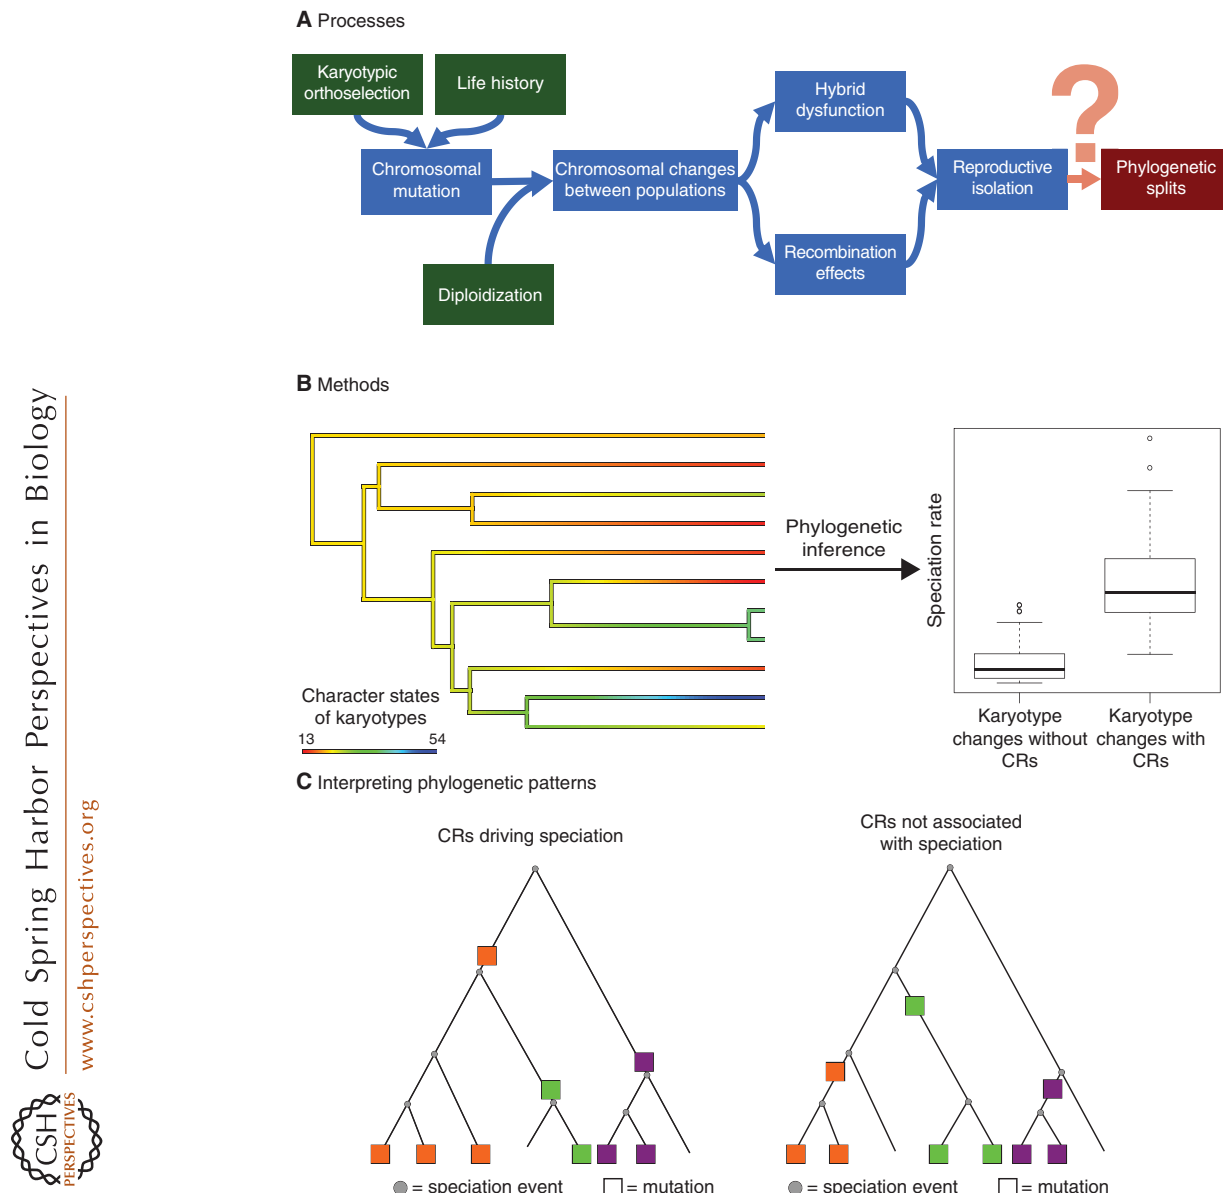 A Processes
Karyotypic
orthoselection
Life history
Chromosomal
mutation
Diploidization
Chromosomal changes
between populations
Hybrid
dysfunction
Recombination
effects
Reproductive
isolation
?
Phylogenetic
splits
B Methods
Character states
of karyotypes
13
54
Phylogenetic
inference
Speciation rate
Karyotype
changes without
CRs
Karyotype
changes with
CRs
C Interpreting phylogenetic patterns
CRs driving speciation
CRs not associated
with speciation
= speciation event
= mutation
= speciation event
= mutation
Cold Spring Harbor Perspectives in Biology
www.cshperspectives.org
CSH
PERSPECTIVES